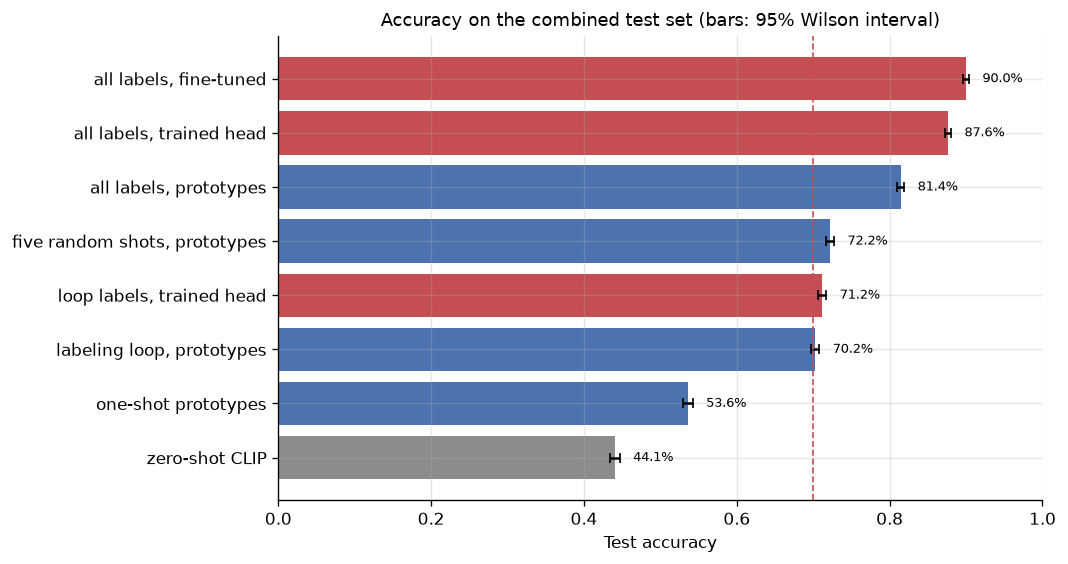 Accuracy on the combined test set (bars: 95% Wilson interval)
all labels, fine-tuned
90.0%
all labels, trained head
87.6%
all labels, prototypes
81.4%
five random shots, prototypes
72.2%
loop labels, trained head
71.2%
labeling loop, prototypes
70.2%
one-shot prototypes
53.6%
zero-shot CLIP
44.1%
0.0 0.2 0.4 0.6 0.8 1.0
Test accuracy